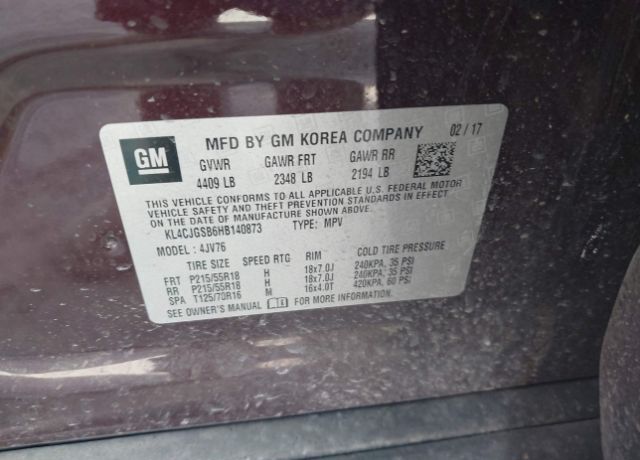 MFD BY GM KOREA COMPANY 02/17
GM
GVWR GAWR FRT GAWR RR
4409 LB 2348 LB 2194 LB
THIS VEHICLE CONFORMS TO ALL APPLICABLE U.S. FEDERAL MOTOR
VEHICLE SAFETY AND THEFT PREVENTION STANDARDS IN EFFECT
ON THE DATE OF MANUFACTURE SHOWN ABOVE.
KL4CJGSB6HB140873 TYPE: MPV
MODEL: 4JV76
TIRE SIZE SPEED RTG RIM COLD TIRE PRESSURE
FRT P215/55R18 H 18x7.0J 240KPA, 35 PSI
RR P215/55R18 H 18x7.0J 240KPA, 35 PSI
SPA T125/70R16 M 16x4.0T 420KPA, 60 PSI
SEE OWNER'S MANUAL FOR MORE INFORMATION.